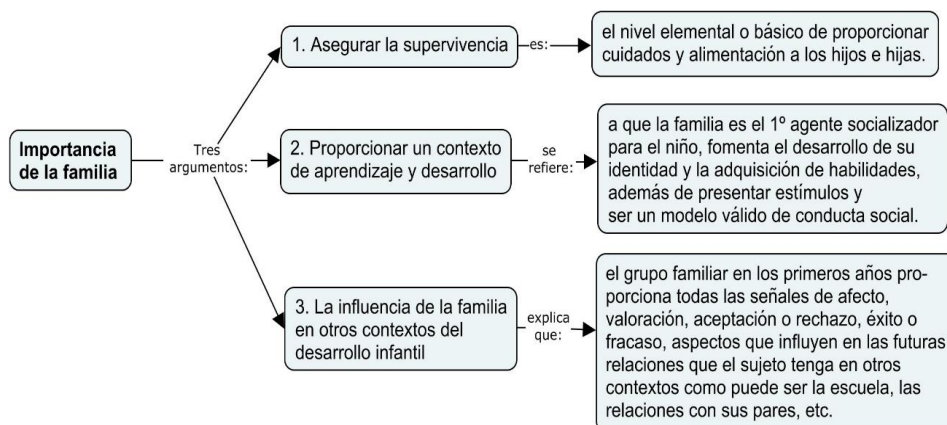 Importancia
de la familia
Tres
argumentos:
1. Asegurar la supervivencia
es:
el nivel elemental o básico de proporcionar
cuidados y alimentación a los hijos e hijas.
2. Proporcionar un contexto
de aprendizaje y desarrollo
se
refiere:
a que la familia es el 1º agente socializador
para el niño, fomenta el desarrollo de su
identidad y la adquisición de habilidades,
además de presentar estímulos y
ser un modelo válido de conducta social.
3. La influencia de la familia
en otros contextos del
desarrollo infantil
explica
que:
el grupo familiar en los primeros años pro-
porciona todas las señales de afecto,
valoración, aceptación o rechazo, éxito o
fracaso, aspectos que influyen en las futuras
relaciones que el sujeto tenga en otros
contextos como puede ser la escuela, las
relaciones con sus pares, etc.